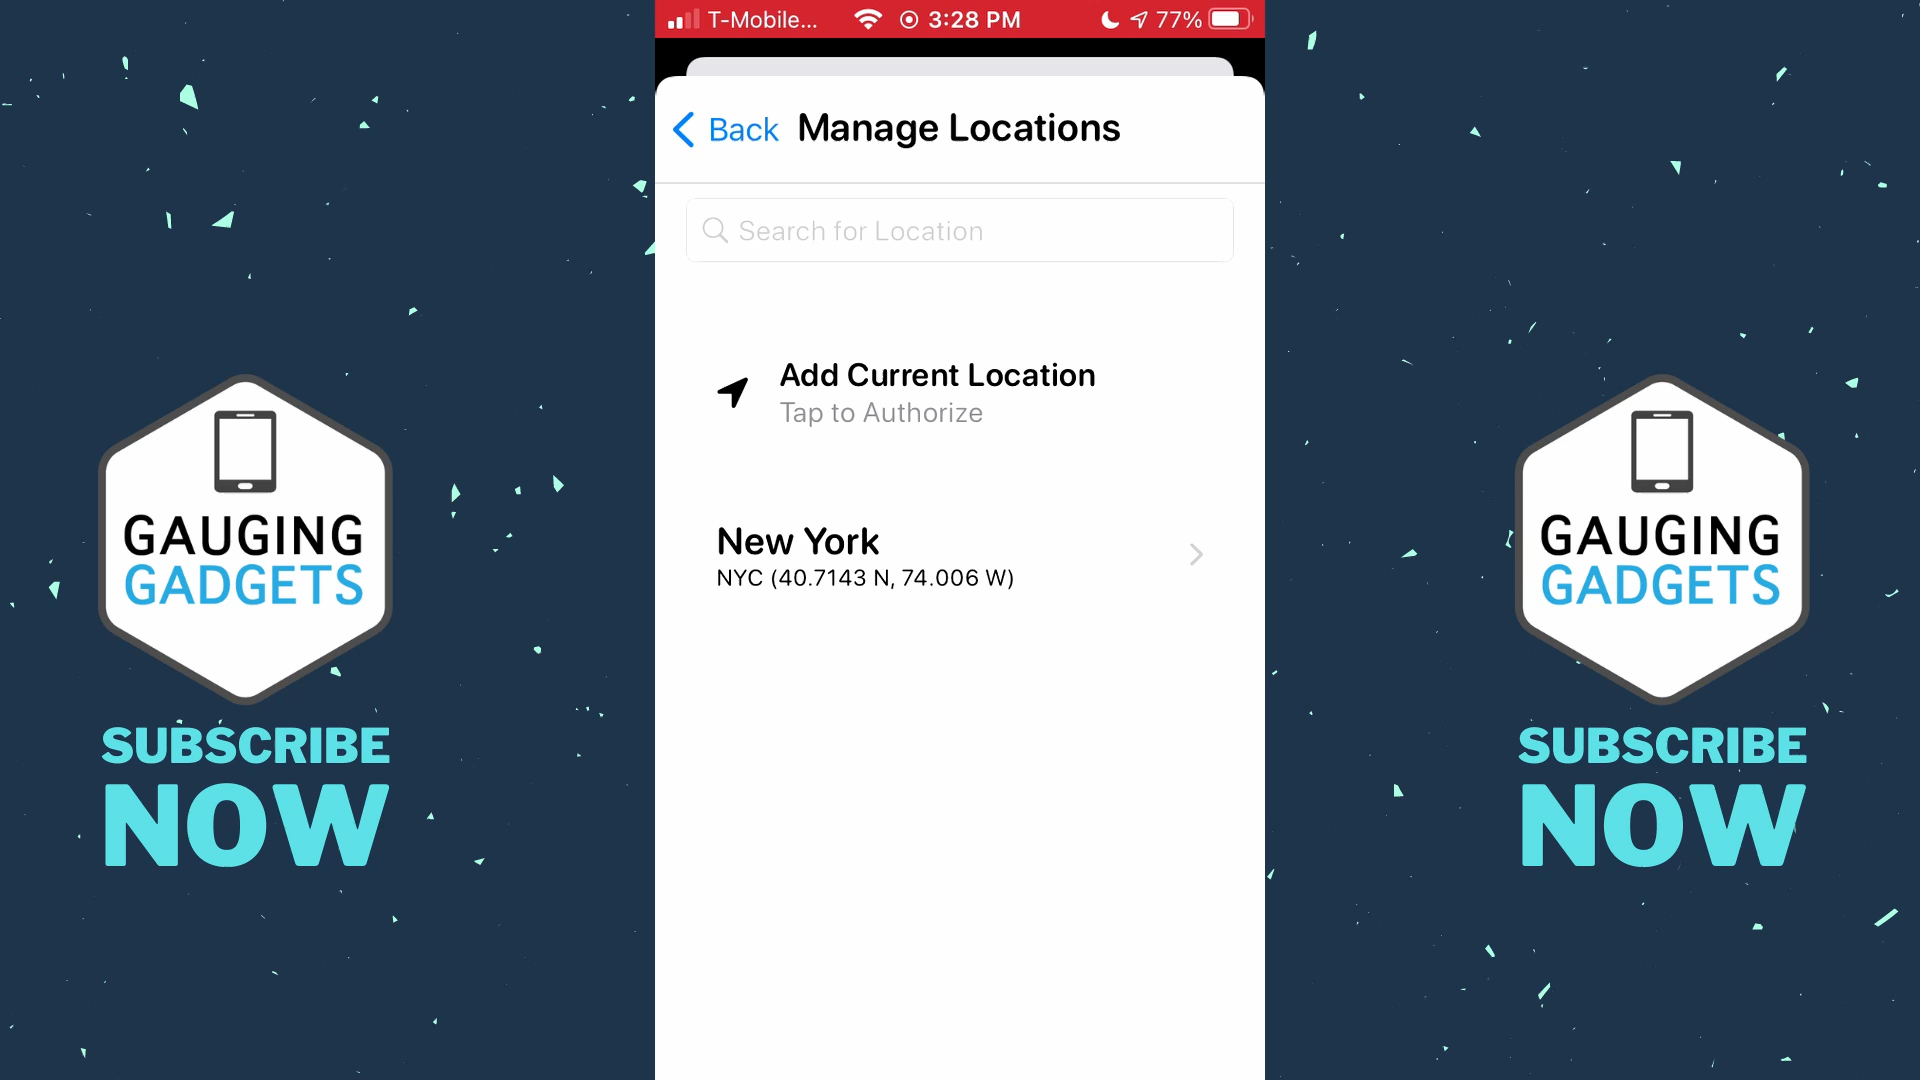 T-Mobile... 3:28 PM 77%
Back Manage Locations
Search for Location
Add Current Location
Tap to Authorize
New York
NYC (40.7143 N, 74.006 W)
GAUGING
GADGETS
SUBSCRIBE
NOW
GAUGING
GADGETS
SUBSCRIBE
NOW